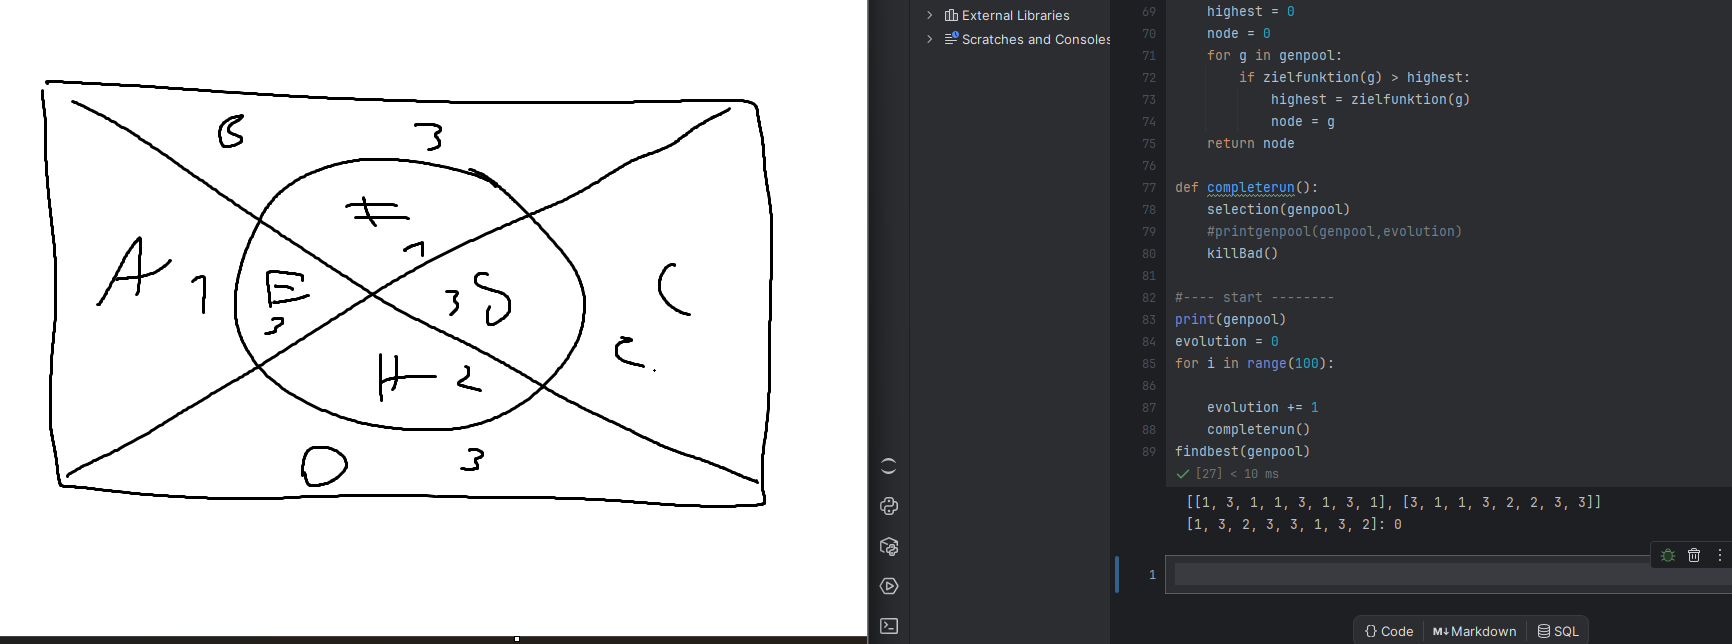 B 3
A 1
E
3
1
3
C
2
H 2
D 3
External Libraries
Scratches and Consoles
69 highest = 0
70 node = 0
71 for g in genpool:
72 if zielfunktion(g) > highest:
73 highest = zielfunktion(g)
74 node = g
75 return node
76
77 def completerun():
78 selection(genpool)
79 #printgenpool(genpool,evolution)
80 killBad()
81
82 #---- start --------
83 print(genpool)
84 evolution = 0
85 for i in range(100):
86
87 evolution += 1
88 completerun()
89 findbest(genpool)
[27] < 10 ms
[[1, 3, 1, 1, 3, 1, 3, 1], [3, 1, 1, 3, 2, 2, 3, 3]]
[1, 3, 2, 3, 3, 1, 3, 2]: 0
1
{} Code M↓Markdown SQL